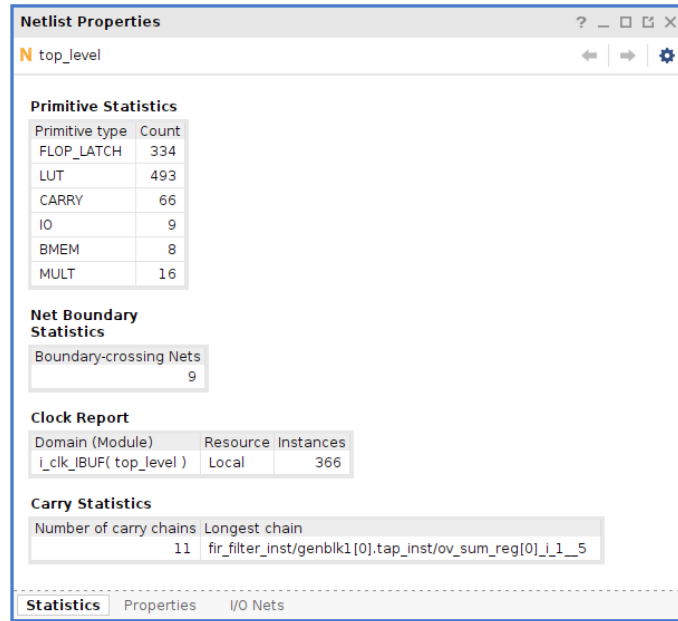 Netlist Properties
N top_level
Primitive Statistics
Primitive type Count
FLOP_LATCH 334
LUT 493
CARRY 66
IO 9
BMEM 8
MULT 16
Net Boundary
Statistics
Boundary-crossing Nets
9
Clock Report
Domain (Module) Resource Instances
i_clk_IBUF( top_level ) Local 366
Carry Statistics
Number of carry chains Longest chain
11 fir_filter_inst/genblk1[0].tap_inst/ov_sum_reg[0]_i_1__5
Statistics Properties I/O Nets